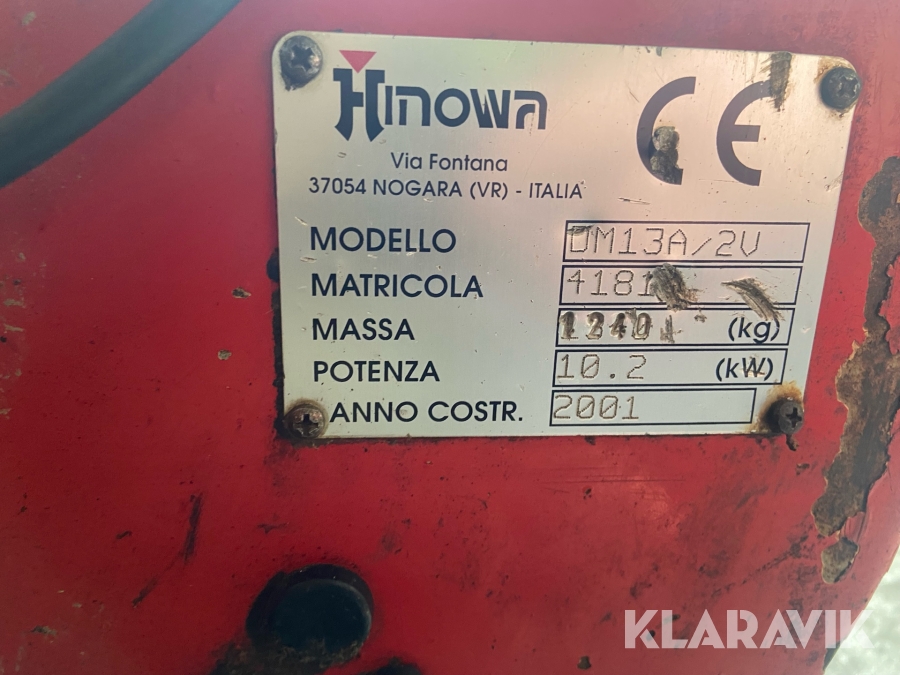 HINOWA
CE
Via Fontana
37054 NOGARA (VR) - ITALIA
MODELLO DM13A/2V
MATRICOLA
MASSA (kg)
POTENZA 10.2 (kW)
ANNO COSTR. 2001
KLARAVIK